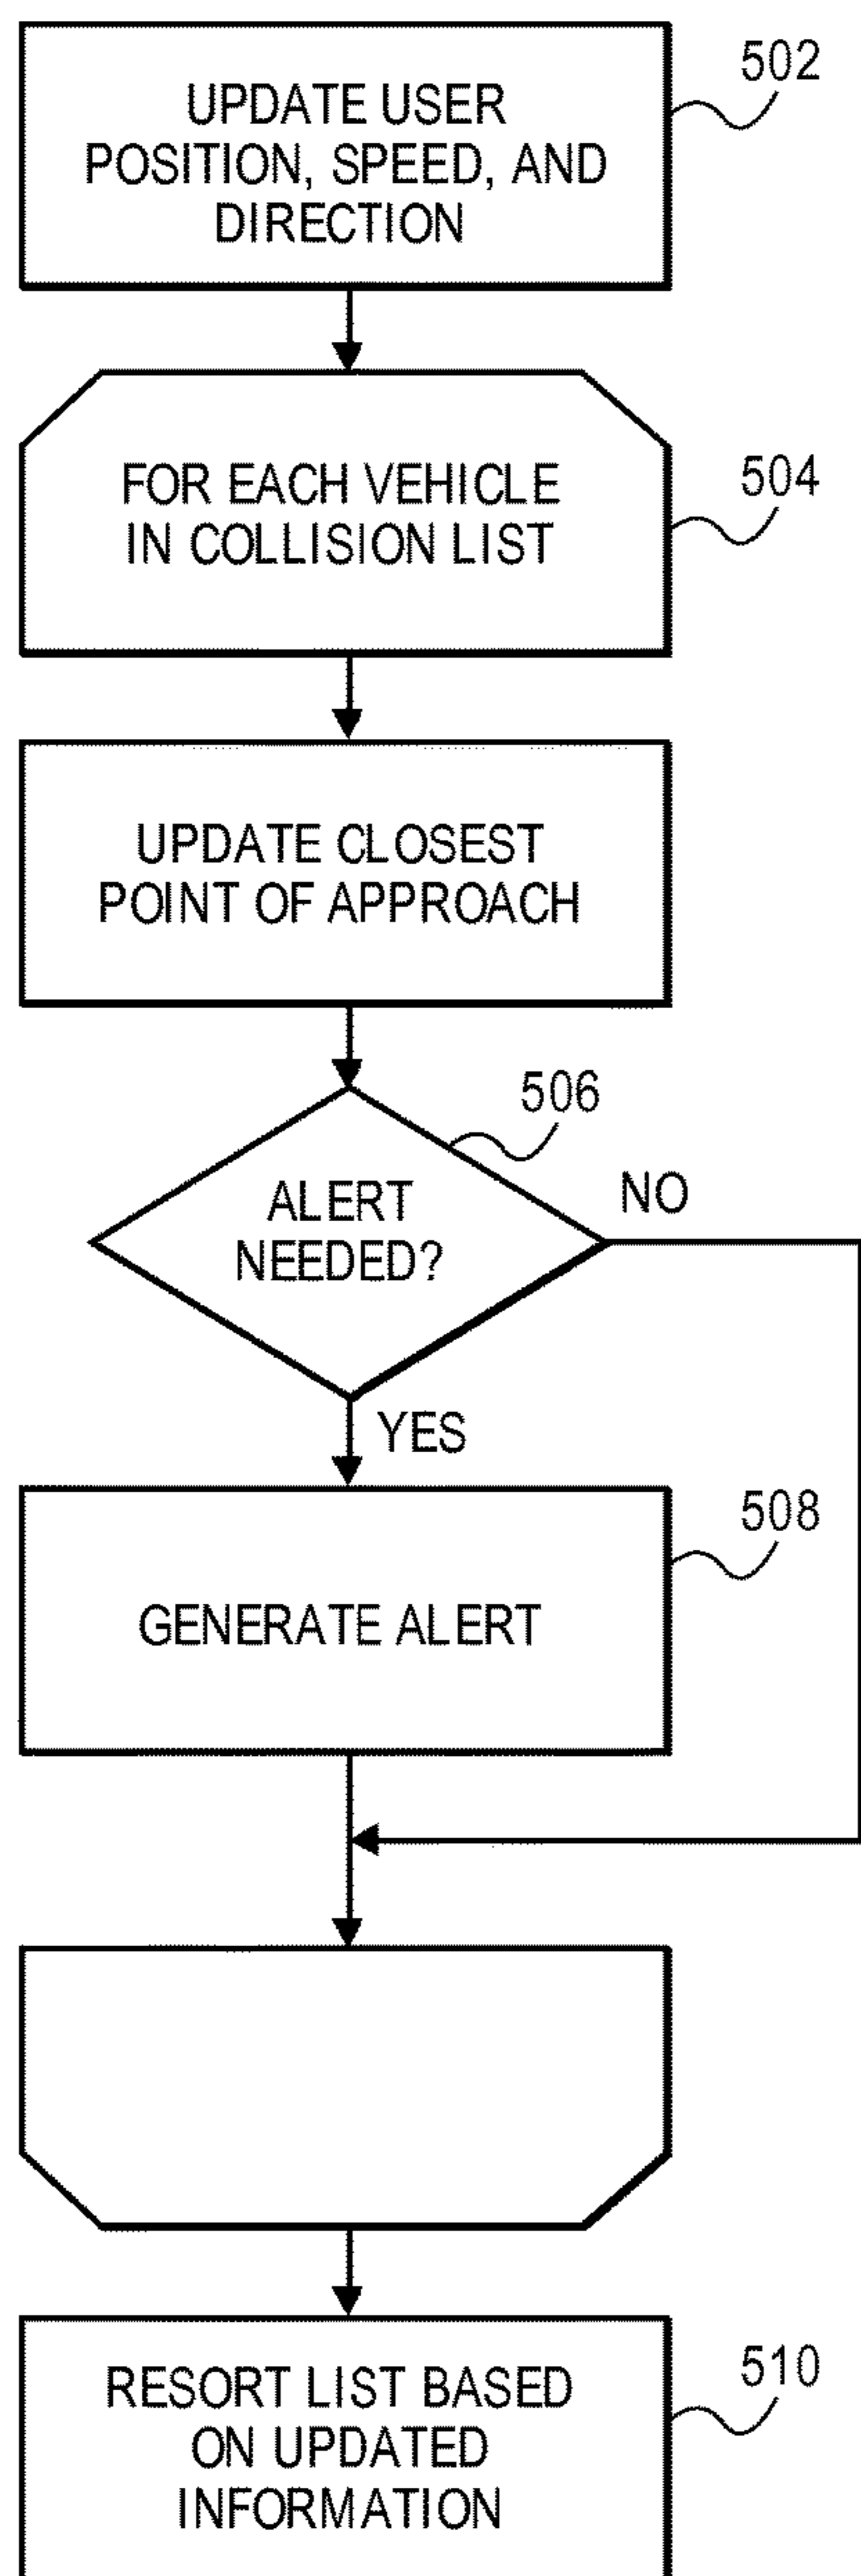 502
UPDATE USER
POSITION, SPEED, AND
DIRECTION
504
FOR EACH VEHICLE
IN COLLISION LIST
UPDATE CLOSEST
POINT OF APPROACH
506
ALERT
NEEDED?
NO
YES
508
GENERATE ALERT
510
RESORT LIST BASED
ON UPDATED
INFORMATION